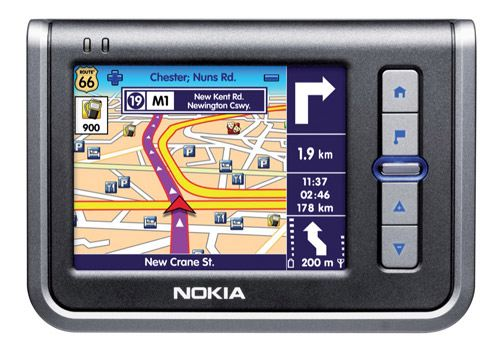 ROUTE
66
Chester; Nuns Rd.
19 M1
New Kent Rd.
Newington Cswy.
900
1.9 km
11:37
02:46
178 km
200 m
New Crane St.
NOKIA